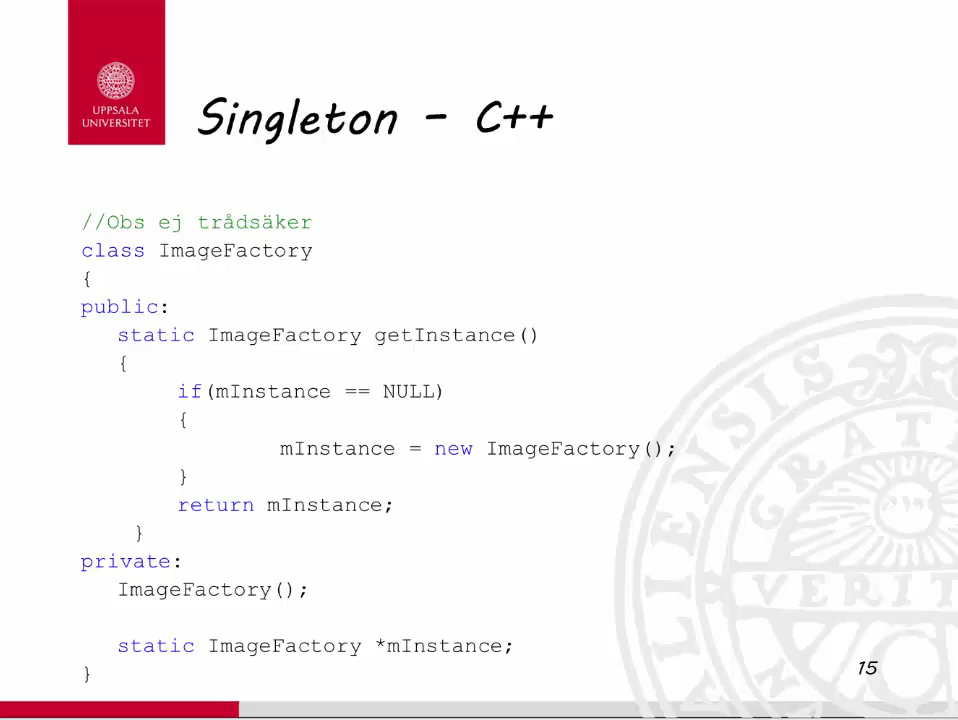 UPPSALA
UNIVERSITET
Singleton - C++
//Obs ej trådsäker
class ImageFactory
{
public:
static ImageFactory getInstance()
{
if(mInstance == NULL)
{
mInstance = new ImageFactory();
}
return mInstance;
}
private:
ImageFactory();
static ImageFactory *mInstance;
}
15